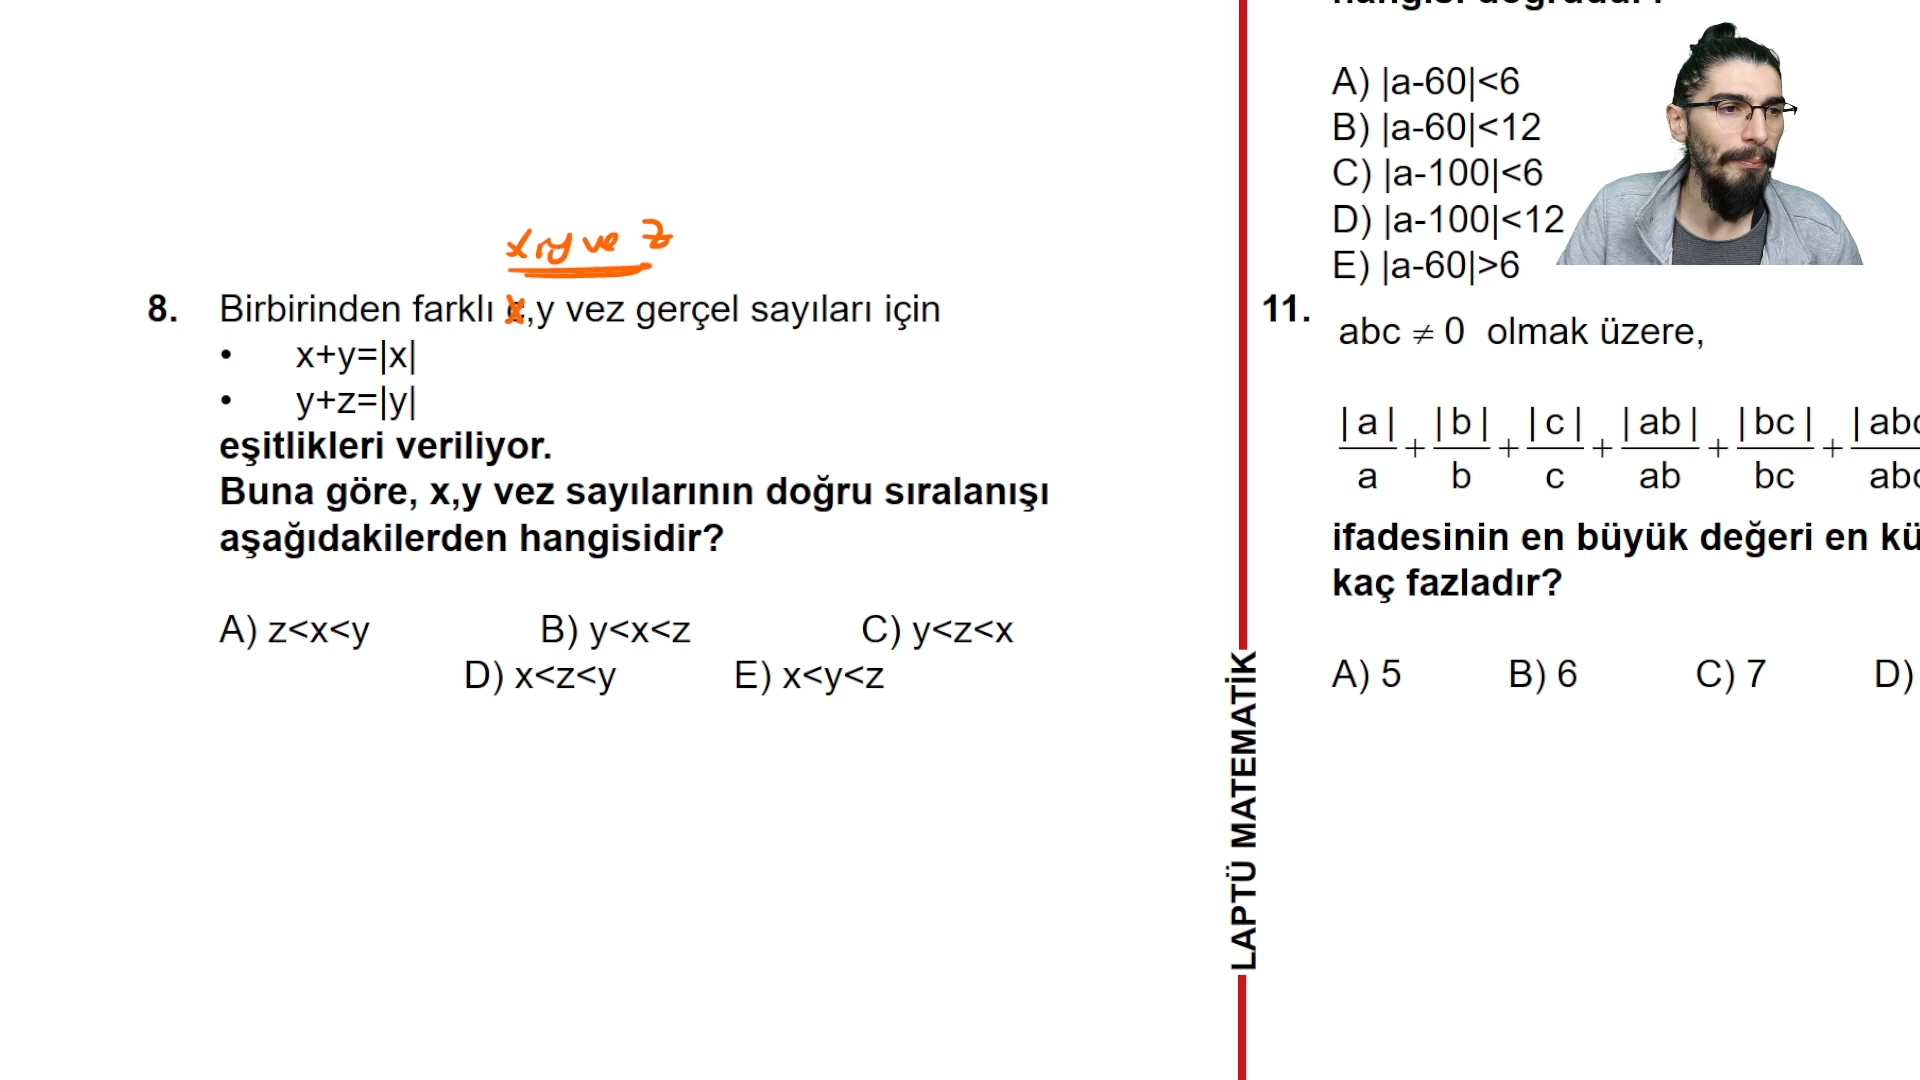 x,y ve z
8. Birbirinden farklı x,y vez gerçel sayıları için
• x+y=|x|
• y+z=|y|
eşitlikleri veriliyor.
Buna göre, x,y vez sayılarının doğru sıralanışı
aşağıdakilerden hangisidir?
A) z<x<y B) y<x<z C) y<z<x
D) x<z<y E) x<y<z
LAPTÜ MATEMATİK
A) |a-60|<6
B) |a-60|<12
C) |a-100|<6
D) |a-100|<12
E) |a-60|>6
11. abc ≠ 0 olmak üzere,
|a|/a + |b|/b + |c|/c + |ab|/ab + |bc|/bc + |abc
ifadesinin en büyük değeri en kü
kaç fazladır?
A) 5 B) 6 C) 7 D)